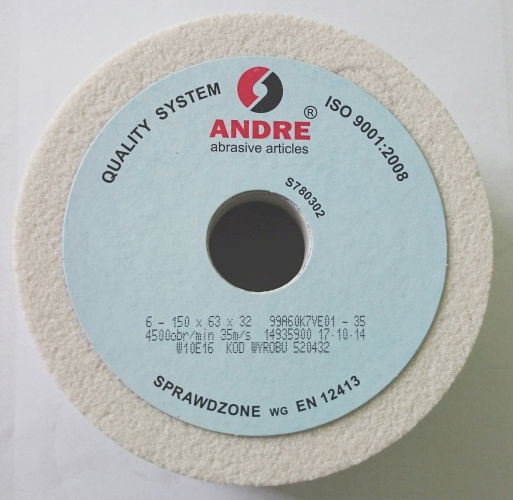 QUALITY SYSTEM
ISO 9001:2008
ANDRE®
abrasive articles
S780302
6 - 150 x 63 x 32 99A60K7VE01 - 35
4500obr/min 35m/s 14935900 17.10.14
W10E16 KOD WYROBU 520432
SPRAWDZONE WG EN 12413